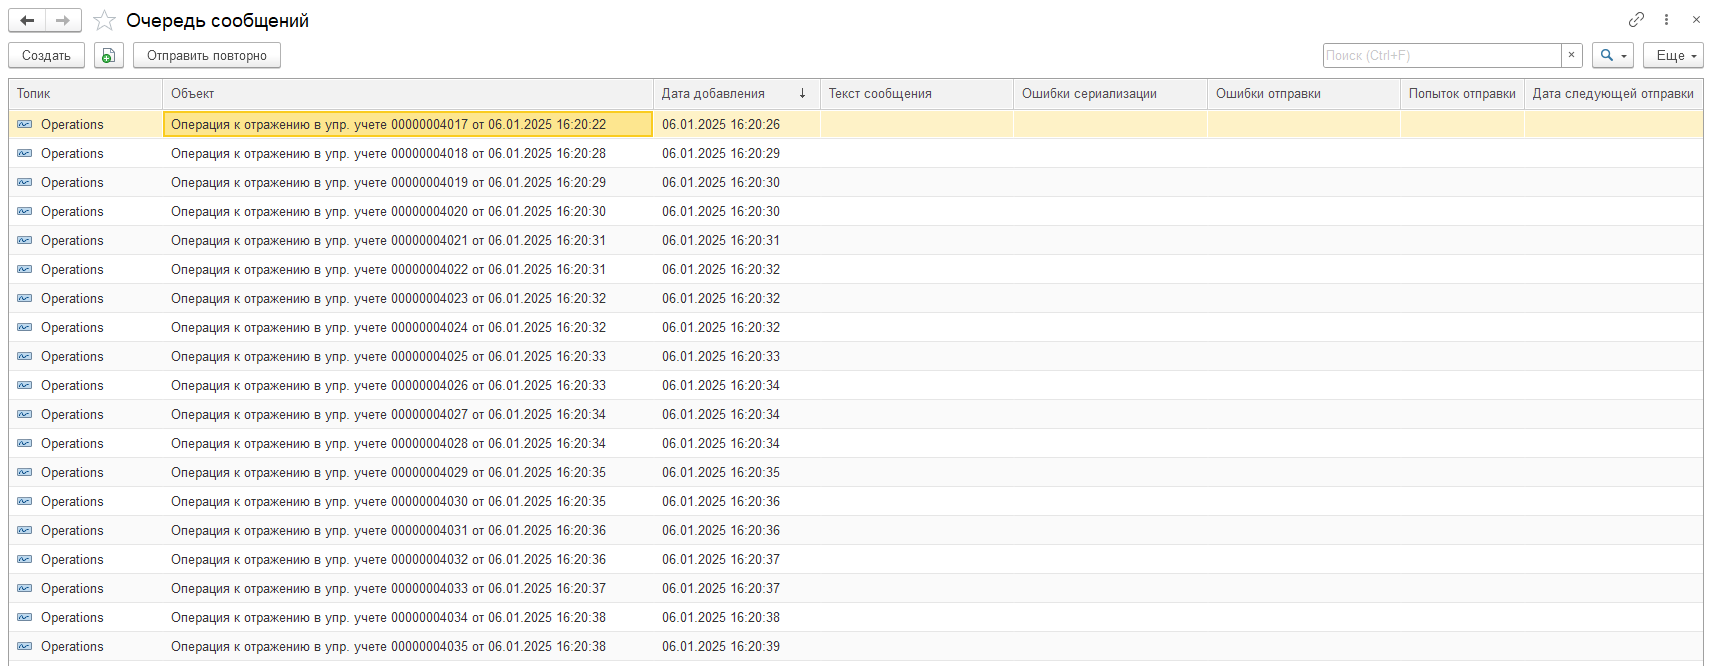 Очередь сообщений
Создать Отправить повторно Поиск (Ctrl+F) × Еще
Топик Объект Дата добавления ↓ Текст сообщения Ошибки сериализации Ошибки отправки Попыток отправки Дата следующей отправки
Operations Операция к отражению в упр. учете 00000004017 от 06.01.2025 16:20:22 06.01.2025 16:20:26
Operations Операция к отражению в упр. учете 00000004018 от 06.01.2025 16:20:28 06.01.2025 16:20:29
Operations Операция к отражению в упр. учете 00000004019 от 06.01.2025 16:20:29 06.01.2025 16:20:30
Operations Операция к отражению в упр. учете 00000004020 от 06.01.2025 16:20:30 06.01.2025 16:20:30
Operations Операция к отражению в упр. учете 00000004021 от 06.01.2025 16:20:31 06.01.2025 16:20:31
Operations Операция к отражению в упр. учете 00000004022 от 06.01.2025 16:20:31 06.01.2025 16:20:32
Operations Операция к отражению в упр. учете 00000004023 от 06.01.2025 16:20:32 06.01.2025 16:20:32
Operations Операция к отражению в упр. учете 00000004024 от 06.01.2025 16:20:32 06.01.2025 16:20:32
Operations Операция к отражению в упр. учете 00000004025 от 06.01.2025 16:20:33 06.01.2025 16:20:33
Operations Операция к отражению в упр. учете 00000004026 от 06.01.2025 16:20:33 06.01.2025 16:20:34
Operations Операция к отражению в упр. учете 00000004027 от 06.01.2025 16:20:34 06.01.2025 16:20:34
Operations Операция к отражению в упр. учете 00000004028 от 06.01.2025 16:20:34 06.01.2025 16:20:34
Operations Операция к отражению в упр. учете 00000004029 от 06.01.2025 16:20:35 06.01.2025 16:20:35
Operations Операция к отражению в упр. учете 00000004030 от 06.01.2025 16:20:35 06.01.2025 16:20:36
Operations Операция к отражению в упр. учете 00000004031 от 06.01.2025 16:20:36 06.01.2025 16:20:36
Operations Операция к отражению в упр. учете 00000004032 от 06.01.2025 16:20:36 06.01.2025 16:20:37
Operations Операция к отражению в упр. учете 00000004033 от 06.01.2025 16:20:37 06.01.2025 16:20:37
Operations Операция к отражению в упр. учете 00000004034 от 06.01.2025 16:20:38 06.01.2025 16:20:38
Operations Операция к отражению в упр. учете 00000004035 от 06.01.2025 16:20:38 06.01.2025 16:20:39